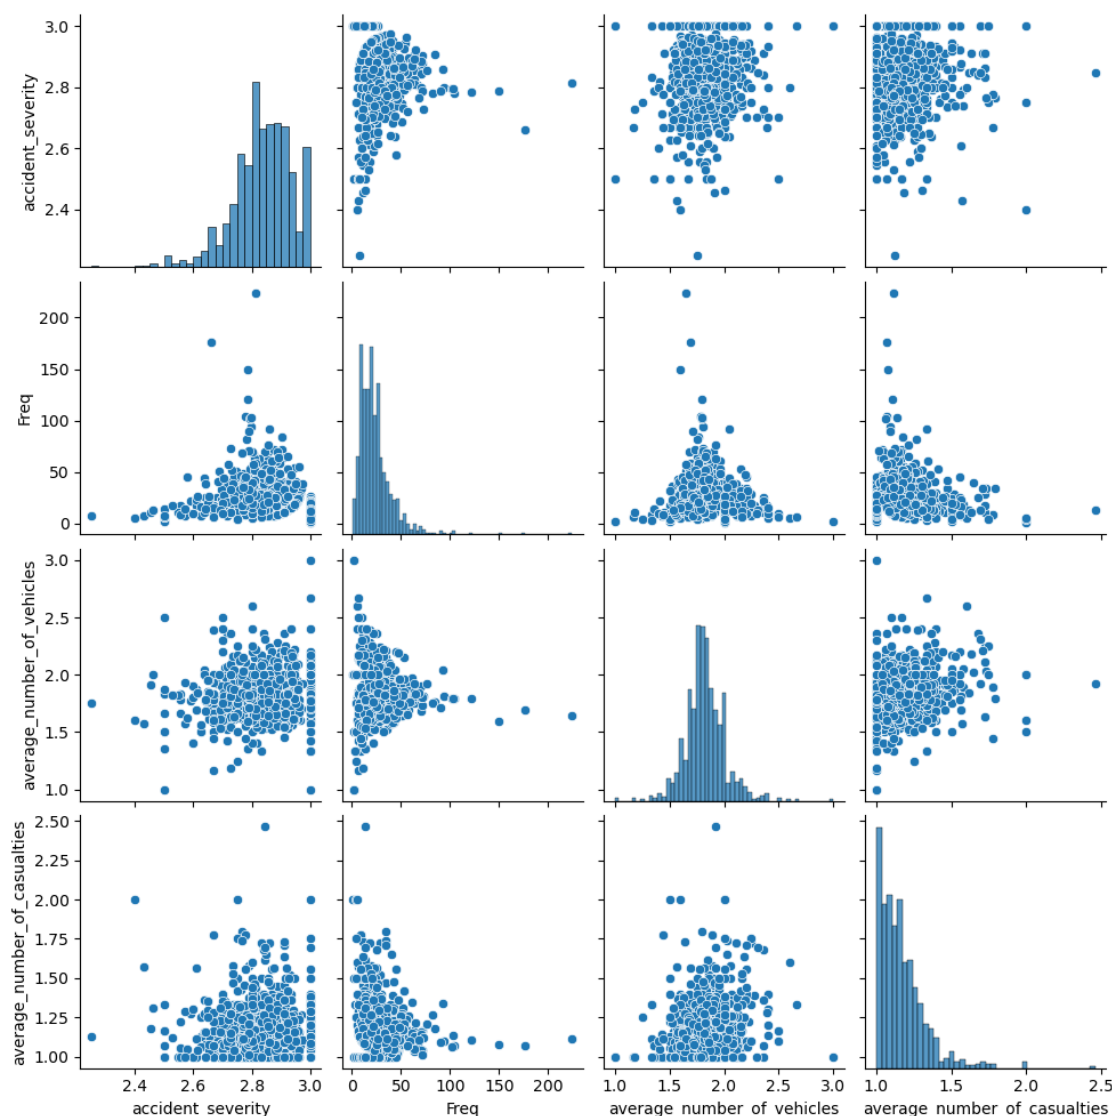 accident_severity
3.0
2.8
2.6
2.4
Freq
200
150
100
50
0
average_number_of_vehicles
3.0
2.5
2.0
1.5
1.0
average_number_of_casualties
2.50
2.25
2.00
1.75
1.50
1.25
1.00
2.4 2.6 2.8 3.0
accident_severity
0 50 100 150 200
Freq
1.0 1.5 2.0 2.5 3.0
average_number_of_vehicles
1.0 1.5 2.0 2.5
average_number_of_casualties